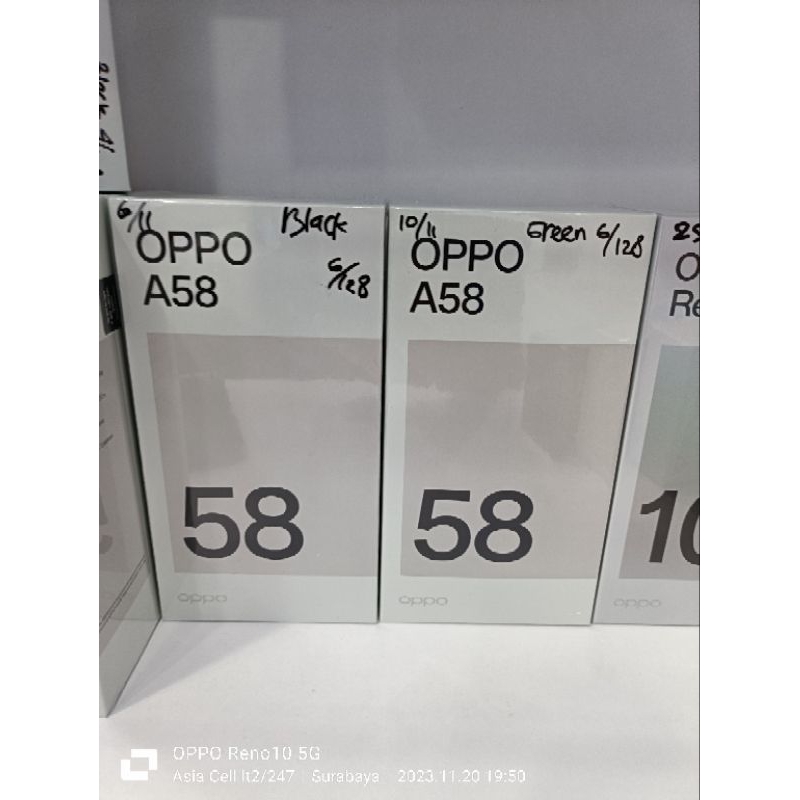 6/11
Black
OPPO
A58
6/128
58
oppo
10/11
Green 6/128
OPPO
A58
58
oppo
oppo
OPPO Reno10 5G
Asia Cell lt2/247 . Surabaya 2023.11.20 19:50